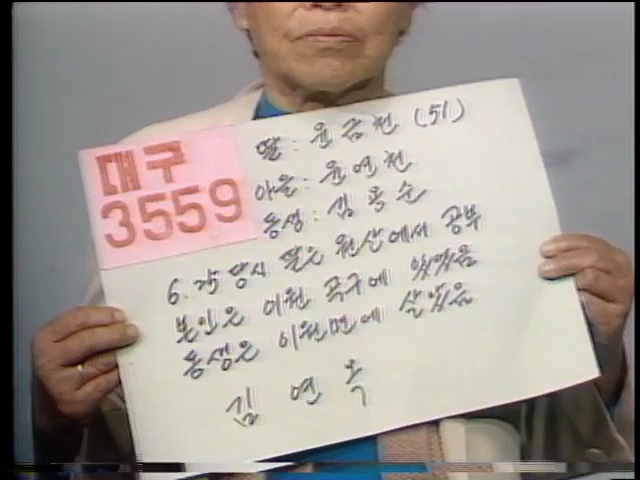 대구
3559
딸 : 윤금천 (51)
아들 : 윤연천
동생 : 김옥순
6.25 당시 딸은 원산에서 공부
본인은 이원 곡구에 있었음
동생은 이원면에 살았음
김연옥